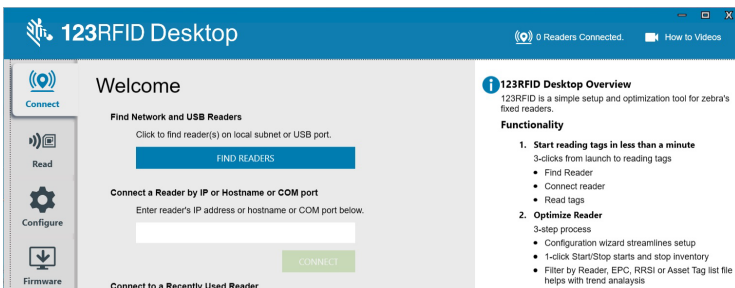 123RFID Desktop
0 Readers Connected.
How to Videos
Connect
Read
Configure
Firmware
Welcome
Find Network and USB Readers
Click to find reader(s) on local subnet or USB port.
FIND READERS
Connect a Reader by IP or Hostname or COM port
Enter reader's IP address or hostname or COM port below.
CONNECT
Connect to a Recently Used Reader
123RFID Desktop Overview
123RFID is a simple setup and optimization tool for zebra's
fixed readers.
Functionality
1. Start reading tags in less than a minute
3-clicks from launch to reading tags
• Find Reader
• Connect reader
• Read tags
2. Optimize Reader
3-step process
• Configuration wizard streamlines setup
• 1-click Start/Stop starts and stop inventory
• Filter by Reader, EPC, RRSI or Asset Tag list file
helps with trend analaysis